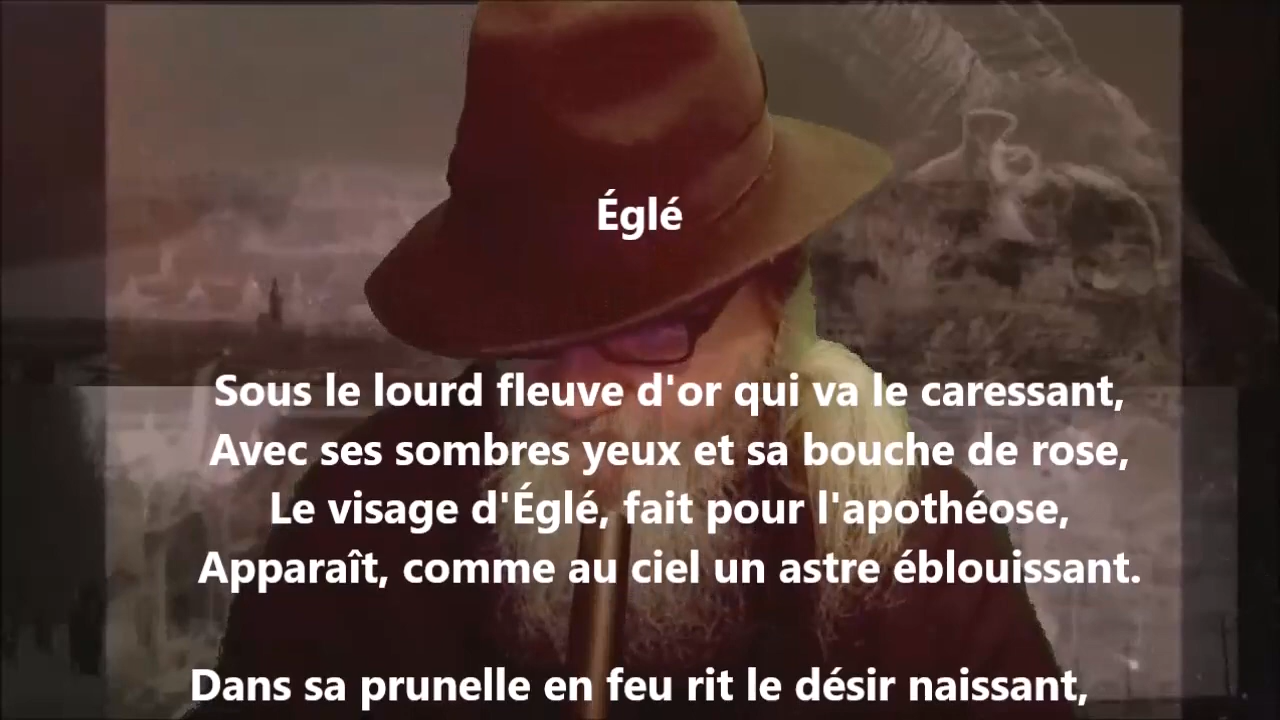 Églé
Sous le lourd fleuve d'or qui va le caressant,
Avec ses sombres yeux et sa bouche de rose,
Le visage d'Églé, fait pour l'apothéose,
Apparaît, comme au ciel un astre éblouissant.
Dans sa prunelle en feu rit le désir naissant,